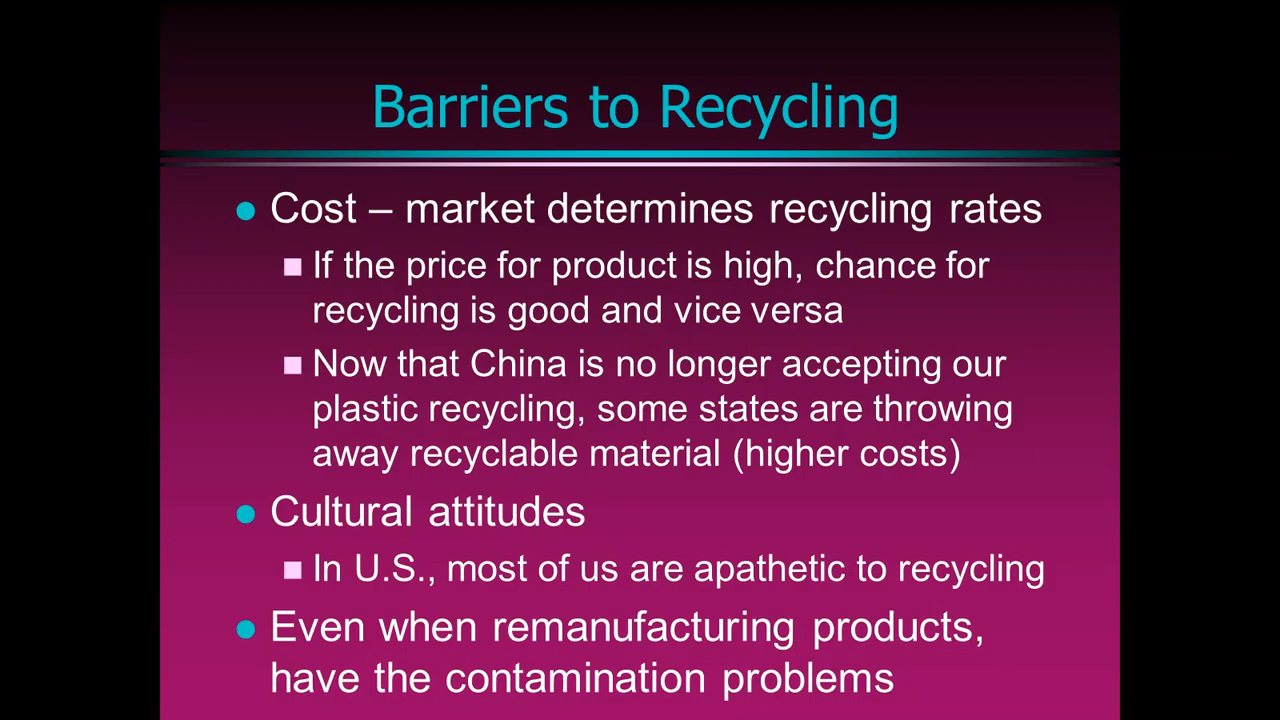 Barriers to Recycling
Cost – market determines recycling rates
If the price for product is high, chance for
recycling is good and vice versa
Now that China is no longer accepting our
plastic recycling, some states are throwing
away recyclable material (higher costs)
Cultural attitudes
In U.S., most of us are apathetic to recycling
Even when remanufacturing products,
have the contamination problems